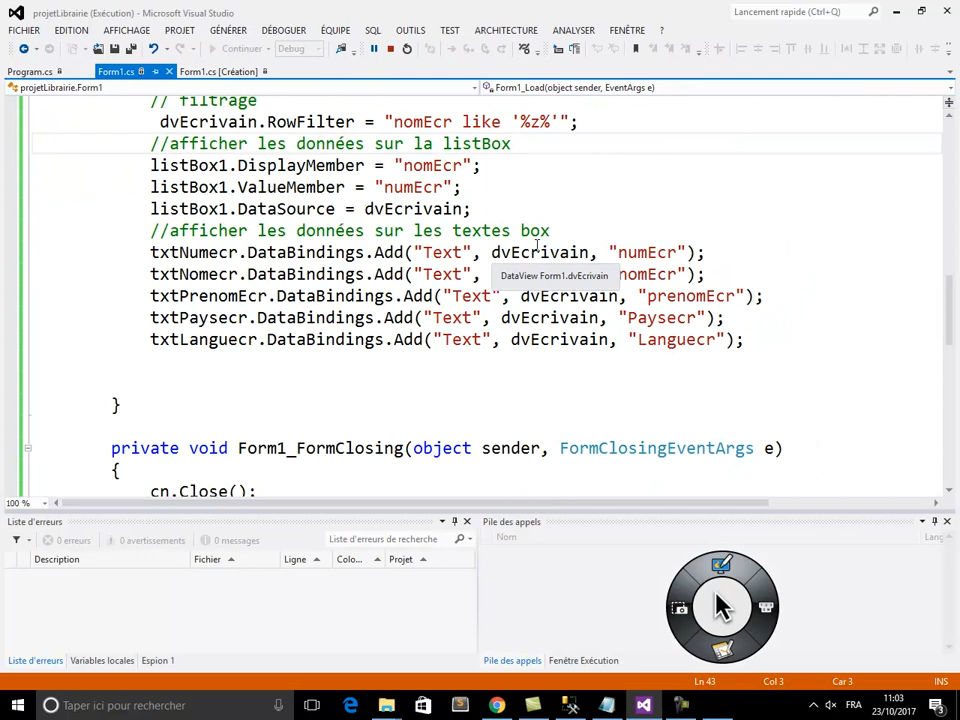 projetLibrairie (Exécution) - Microsoft Visual Studio
Lancement rapide (Ctrl+Q)
FICHIER EDITION AFFICHAGE PROJET GÉNÉRER DÉBOGUER ÉQUIPE SQL OUTILS TEST ARCHITECTURE ANALYSER FENÊTRE ?
Continuer Debug
Program.cs Form1.cs Form1.cs [Création]
projetLibrairie.Form1 Form1_Load(object sender, EventArgs e)
// filtrage
dvEcrivain.RowFilter = "nomEcr like '%z%'";
//afficher les données sur la listBox
listBox1.DisplayMember = "nomEcr";
listBox1.ValueMember = "numEcr";
listBox1.DataSource = dvEcrivain;
//afficher les données sur les textes box
txtNumecr.DataBindings.Add("Text", dvEcrivain, "numEcr");
txtNomecr.DataBindings.Add("Text", nomEcr");
DataView Form1.dvEcrivain
txtPrenomEcr.DataBindings.Add("Text", dvEcrivain, "prenomEcr");
txtPaysecr.DataBindings.Add("Text", dvEcrivain, "Paysecr");
txtLanguecr.DataBindings.Add("Text", dvEcrivain, "Languecr");
}
private void Form1_FormClosing(object sender, FormClosingEventArgs e)
{
cn.Close();
100 %
Liste d'erreurs
0 erreurs 0 avertissements 0 messages Liste d'erreurs de recherche
Description Fichier Ligne Colo... Projet
Liste d'erreurs Variables locales Espion 1
Pile des appels
Nom Lang
Pile des appels Fenêtre Exécution
Ln 43 Col 3 Car 3 INS
Taper ici pour rechercher
FRA
11:03
23/10/2017
3